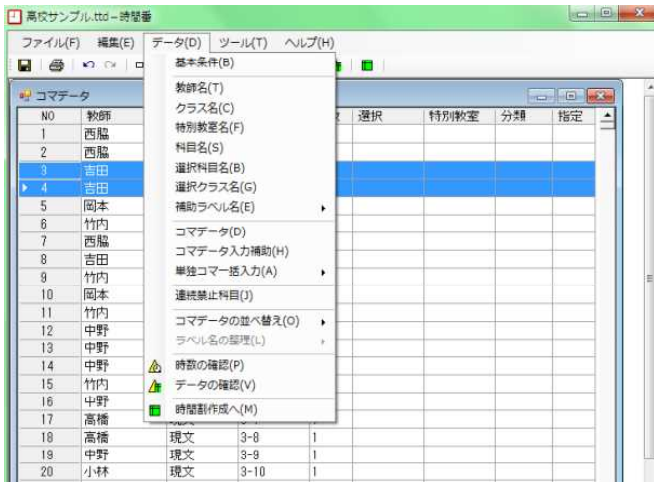 高校サンプル.ttd－時間番
ファイル(F) 編集(E) データ(D) ツール(T) ヘルプ(H)
基本条件(B)
教師名(T)
クラス名(C)
特別教室名(F)
科目名(S)
選択科目名(B)
選択クラス名(G)
補助ラベル名(E)
コマデータ(D)
コマデータ入力補助(H)
単独コマ一括入力(A)
連続禁止科目(J)
コマデータの並べ替え(O)
ラベル名の整理(L)
時数の確認(P)
データの確認(V)
時間割作成へ(M)
コマデータ
NO 教師 選択 特別教室 分類 指定
1 西脇
2 西脇
3 吉田
4 吉田
5 岡本
6 竹内
7 西脇
8 吉田
9 竹内
10 岡本
11 竹内
12 中野
13 中野
14 中野
15 竹内
16 中野
17 高橋
18 高橋 現文 3-8 1
19 中野 現文 3-9 1
20 小林 現文 3-10 1